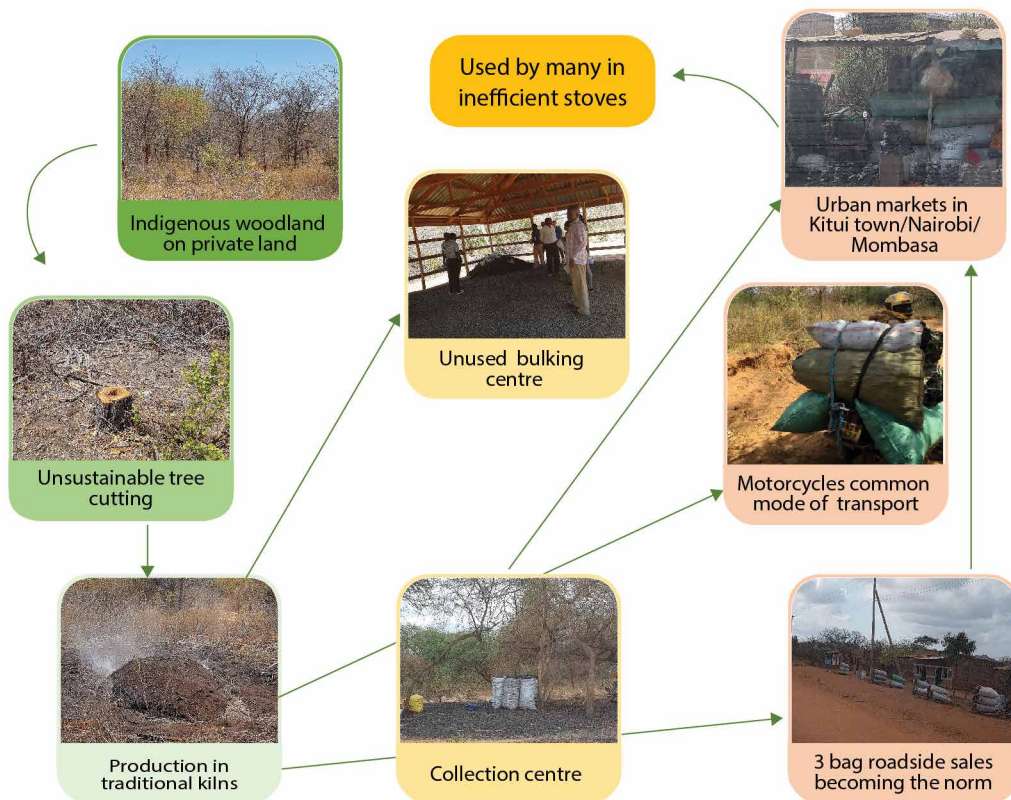 Indigenous woodland
on private land
Used by many in
inefficient stoves
Urban markets in
Kitui town/Nairobi/
Mombasa
Unused bulking
centre
Unsustainable tree
cutting
Motorcycles common
mode of transport
Production in
traditional kilns
Collection centre
3 bag roadside sales
becoming the norm